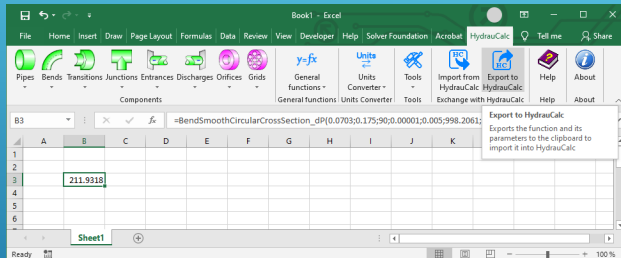 Book1 - Excel
File Home Insert Draw Page Layout Formulas Data Review View Developer Help Solver Foundation Acrobat HydrauCalc Tell me Share
Pipes Bends Transitions Junctions Entrances Discharges Orifices Grids
Components
y=fx
General functions
General functions
Units
Units Converter
Units Converter
Tools
Tools
HC
Import from HydrauCalc
HC
Export to HydrauCalc
Exchange with HydrauCalc
Help
Help
About
About
B3 fx =BendSmoothCircularCrossSection_dP(0.0703;0.175;90;0.00001;0.005;998.2061;
Export to HydrauCalc
Exports the function and its
parameters to the clipboard to
import it into HydrauCalc
A B C D E F G H I J K
1
2
3 211.9318
4
5
6
Sheet1
Ready 100 %